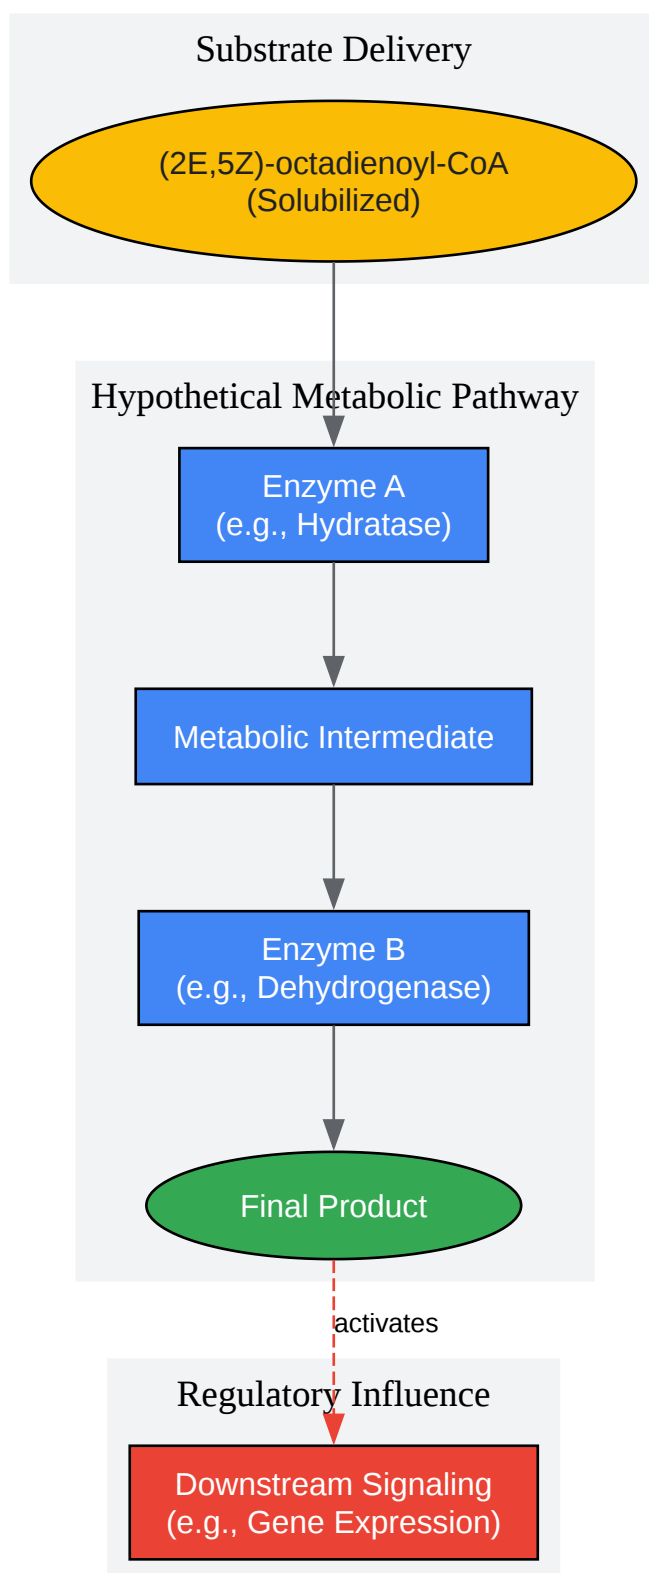 Substrate Delivery
(2E,5Z)-octadienoyl-CoA
(Solubilized)
Hypothetical Metabolic Pathway
Enzyme A
(e.g., Hydratase)
Metabolic Intermediate
Enzyme B
(e.g., Dehydrogenase)
Final Product
activates
Regulatory Influence
Downstream Signaling
(e.g., Gene Expression)